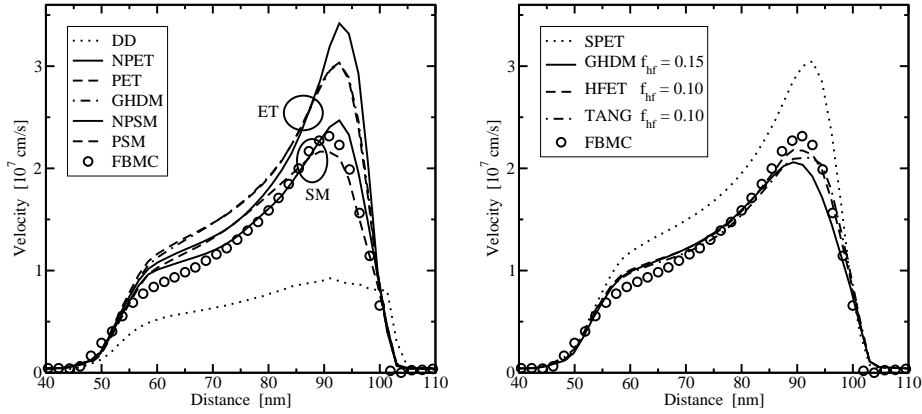 DD
NPET
PET
GHDM
NPSM
PSM
FBMC
ET
SM
3
2
1
0
40 50 60 70 80 90 100 110
Distance [nm]
Velocity [10^7 cm/s]
SPET
GHDM f_hf = 0.15
HFET f_hf = 0.10
TANG f_hf = 0.10
FBMC
3
2
1
0
40 50 60 70 80 90 100 110
Distance [nm]
Velocity [10^7 cm/s]